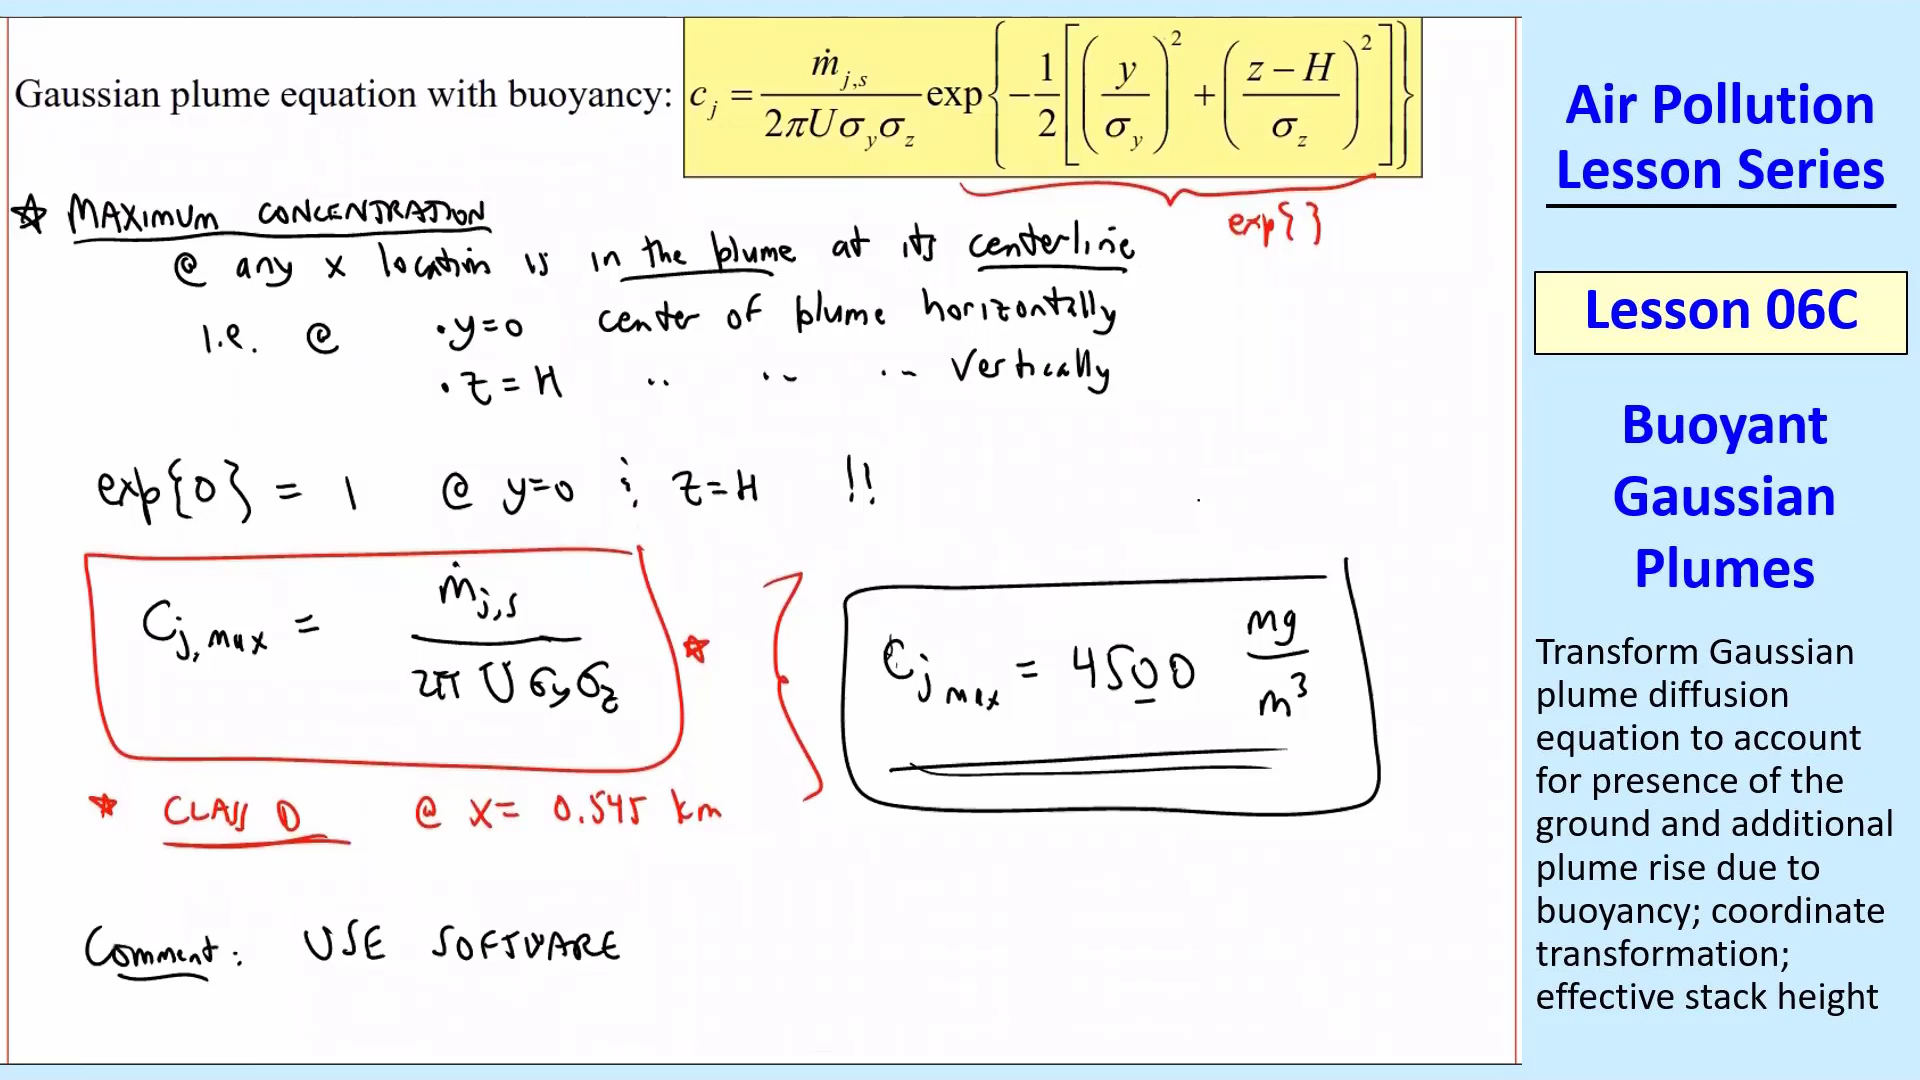 Gaussian plume equation with buoyancy: c_j = ṁ_{j,s} / (2πUσ_yσ_z) exp{−1/2[(y/σ_y)^2 + ((z−H)/σ_z)^2]}
exp{ }
☆ MAXIMUM CONCENTRATION
@ any x location is in the plume at its centerline
i.e. @ • y=0 center of plume horizontally
• z=H '' '' '' vertically
exp{0} = 1 @ y=0 & z=H !!
C_{j,max} = ṁ_{j,s} / (2π U σ_y σ_z) ☆
C_{j max} = 4500 mg/m^3
☆ CLASS D @ x= 0.545 km
Comment: USE SOFTWARE
Air Pollution
Lesson Series
Lesson 06C
Buoyant
Gaussian
Plumes
Transform Gaussian
plume diffusion
equation to account
for presence of the
ground and additional
plume rise due to
buoyancy; coordinate
transformation;
effective stack height